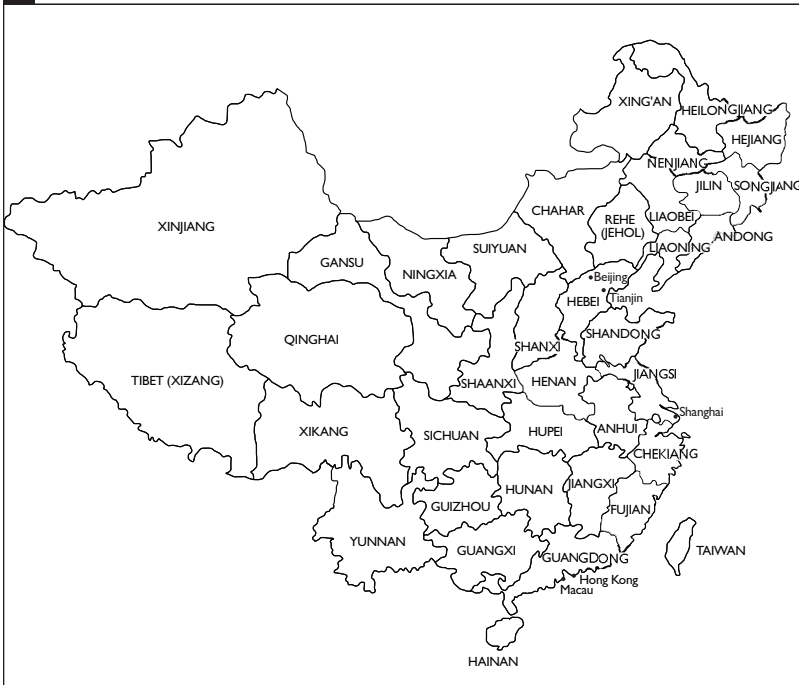 XING'AN
HEILONGJIANG
HEJIANG
NENJIANG
JILIN
SONGJIANG
CHAHAR
REHE
(JEHOL)
LIAOBEI
XINJIANG
SUIYUAN
ANDONG
LIAONING
GANSU
NINGXIA
Beijing
HEBEI
Tianjin
QINGHAI
SHANDONG
SHANXI
TIBET (XIZANG)
SHAANXI
HENAN
JIANGSI
Shanghai
XIKANG
SICHUAN
HUPEI
ANHUI
CHEKIANG
HUNAN
JIANGXI
GUIZHOU
FUJIAN
YUNNAN
GUANGXI
GUANGDONG
TAIWAN
Hong Kong
Macau
HAINAN